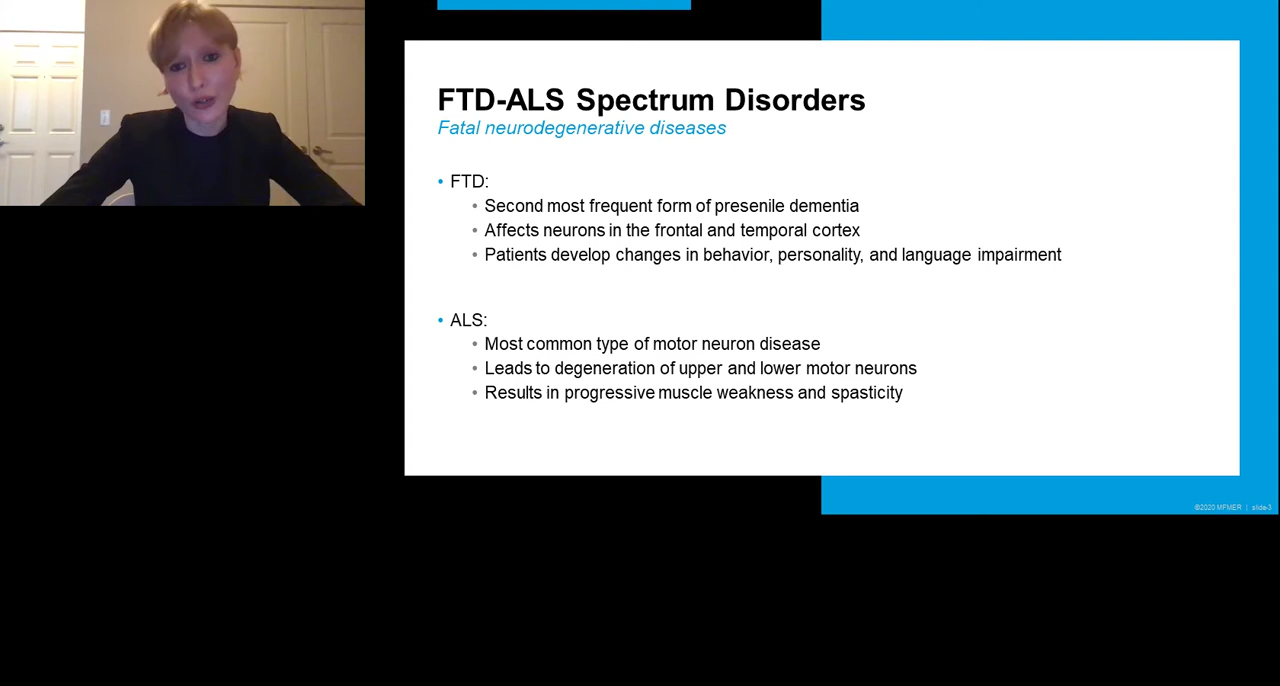 FTD-ALS Spectrum Disorders
Fatal neurodegenerative diseases
• FTD:
• Second most frequent form of presenile dementia
• Affects neurons in the frontal and temporal cortex
• Patients develop changes in behavior, personality, and language impairment
• ALS:
• Most common type of motor neuron disease
• Leads to degeneration of upper and lower motor neurons
• Results in progressive muscle weakness and spasticity
©2020 MFMER | slide-3